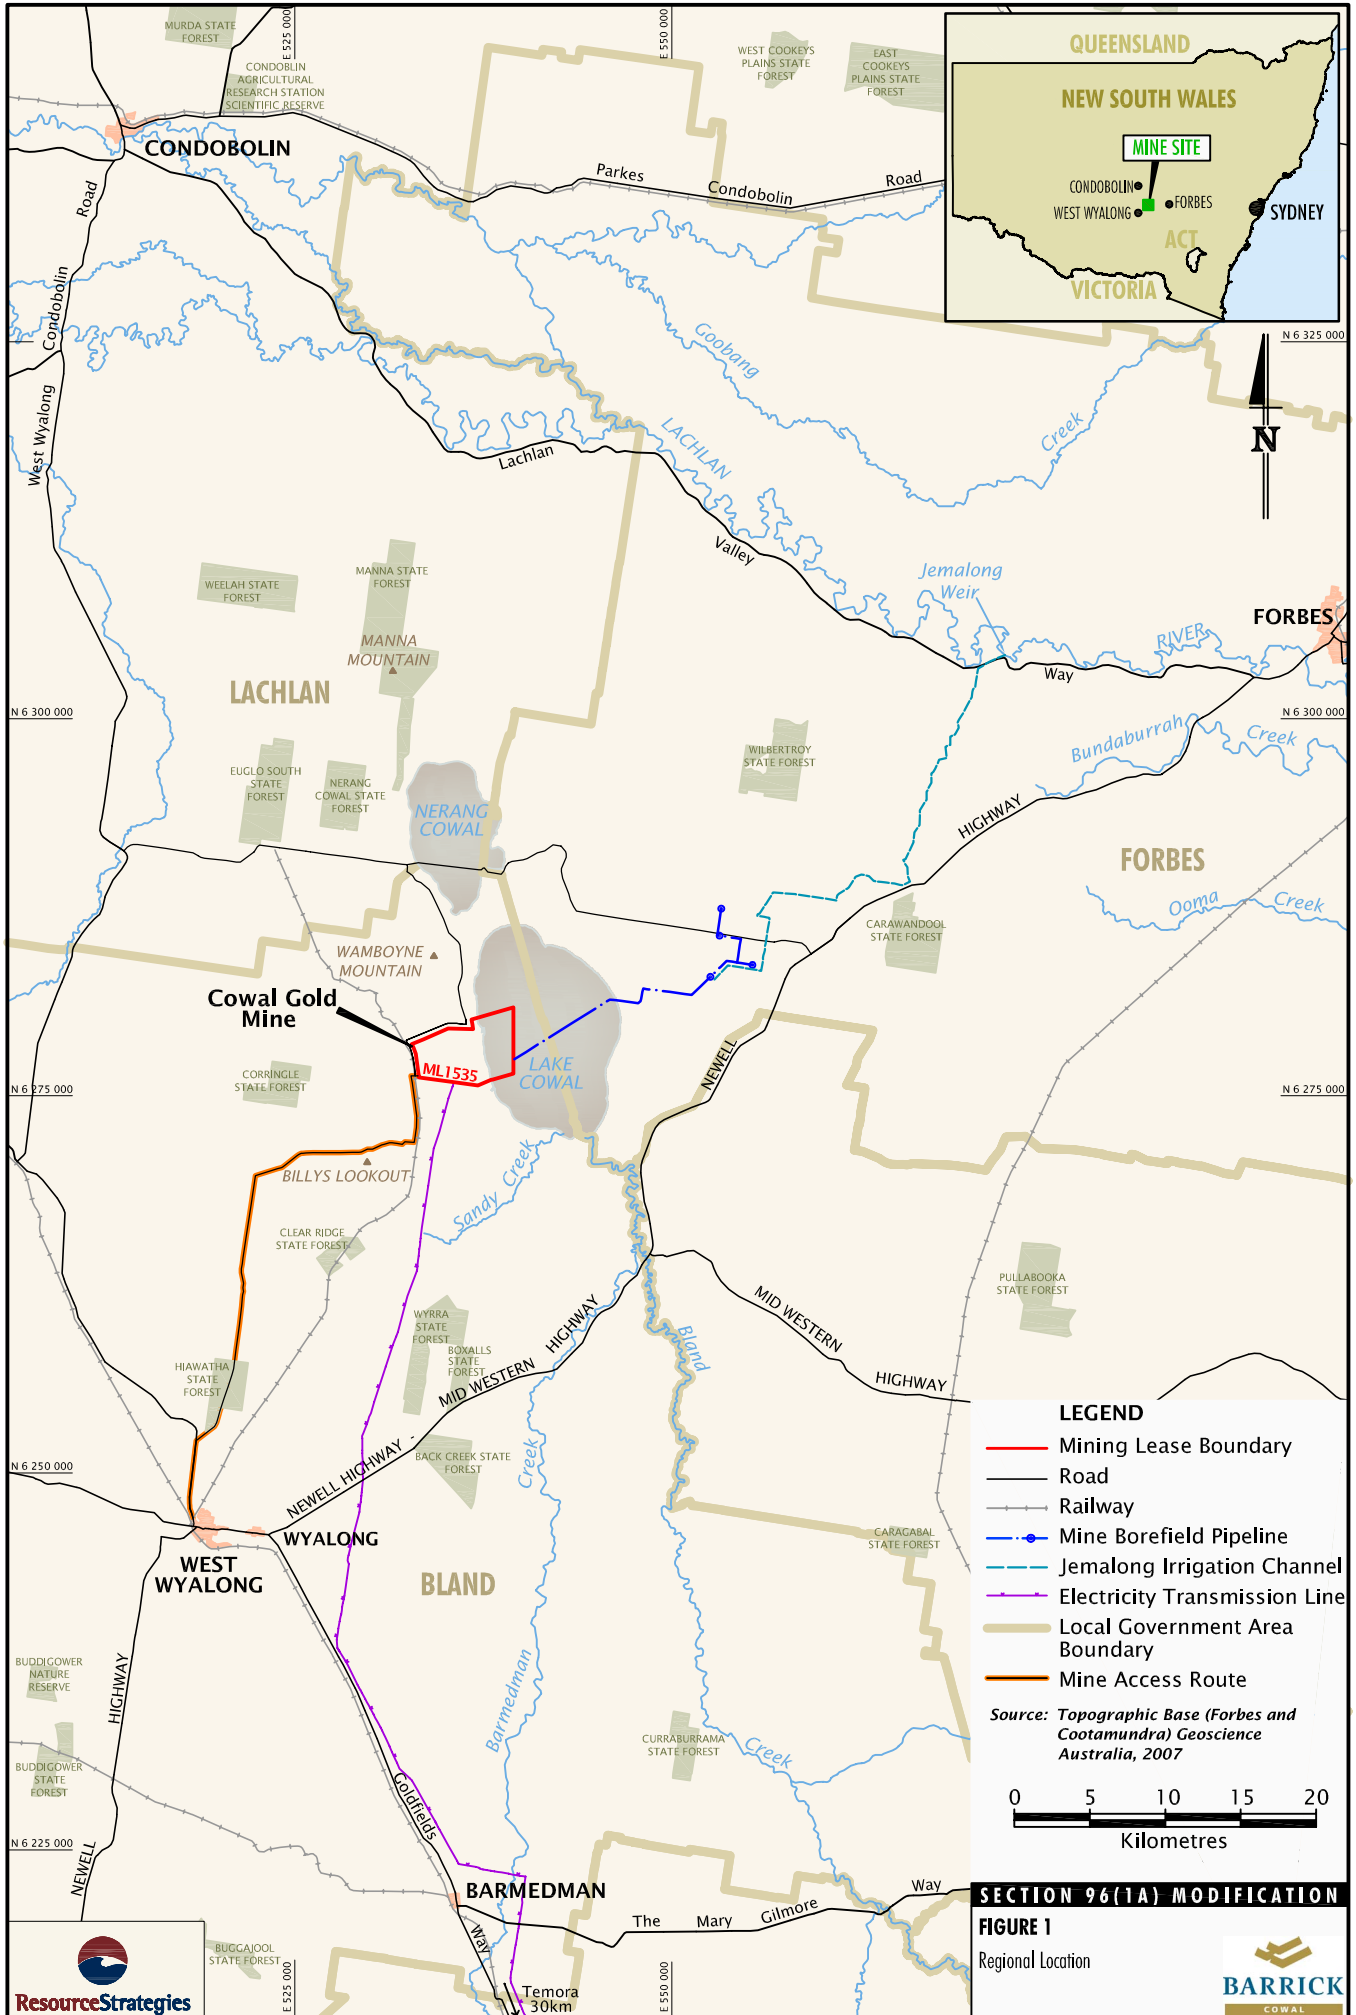 MURDA STATE
FOREST
E 525 000
E 550 000
CONDOBLIN
AGRICULTURAL
RESEARCH STATION
SCIENTIFIC RESERVE
WEST COOKEYS
PLAINS STATE
FOREST
EAST
COOKEYS
PLAINS STATE
FOREST
QUEENSLAND
NEW SOUTH WALES
MINE SITE
CONDOBOLIN
WEST WYALONG
FORBES
SYDNEY
ACT
VICTORIA
CONDOBOLIN
Parkes
Condobolin
Road
Road
Condobolin
West Wyalong
Goobang
Creek
N 6 325 000
N
LACHLAN
Lachlan
Valley
Jemalong
Weir
RIVER
FORBES
Way
WEELAH STATE
FOREST
MANNA STATE
FOREST
MANNA
MOUNTAIN
LACHLAN
N 6 300 000
N 6 300 000
Bundaburrah
Creek
WILBERTROY
STATE FOREST
EUGLO SOUTH
STATE
FOREST
NERANG
COWAL STATE
FOREST
NERANG
COWAL
HIGHWAY
FORBES
Ooma
Creek
CARAWANDOOL
STATE FOREST
WAMBOYNE
MOUNTAIN
Cowal Gold
Mine
ML1535
LAKE
COWAL
NEWELL
CORRINGLE
STATE FOREST
N 6 275 000
N 6 275 000
BILLYS LOOKOUT
Sandy Creek
CLEAR RIDGE
STATE FOREST
PULLABOOKA
STATE FOREST
WYRRA
STATE
FOREST
BOXALLS
STATE
FOREST
HIGHWAY
MID WESTERN
Bland
MID WESTERN
HIGHWAY
HIAWATHA
STATE
FOREST
NEWELL HIGHWAY -
BACK CREEK STATE
FOREST
Creek
N 6 250 000
WYALONG
WEST
WYALONG
CARAGABAL
STATE FOREST
BLAND
HIGHWAY
BUDDIGOWER
NATURE
RESERVE
BUDDIGOWER
STATE
FOREST
Barmedman
CURRABURRAMA
STATE FOREST
Creek
Goldfields
N 6 225 000
NEWELL
BARMEDMAN
The Mary Gilmore Way
Way
BUGGAJOOL
STATE FOREST
E 525 000
E 550 000
Temora
30km
LEGEND
Mining Lease Boundary
Road
Railway
Mine Borefield Pipeline
Jemalong Irrigation Channel
Electricity Transmission Line
Local Government Area
Boundary
Mine Access Route
Source: Topographic Base (Forbes and
Cootamundra) Geoscience
Australia, 2007
0 5 10 15 20
Kilometres
SECTION 96(1A) MODIFICATION
FIGURE 1
Regional Location
BARRICK
COWAL
ResourceStrategies